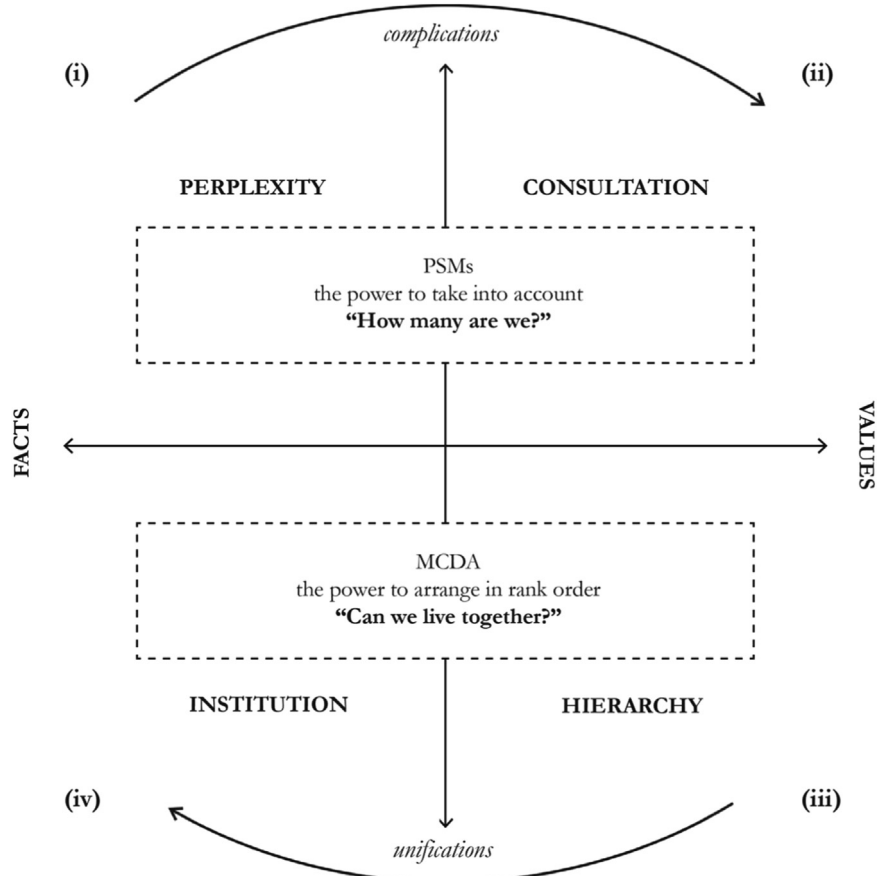 complications
(i)
(ii)
PERPLEXITY
CONSULTATION
PSMs
the power to take into account
“How many are we?”
FACTS
VALUES
MCDA
the power to arrange in rank order
“Can we live together?”
INSTITUTION
HIERARCHY
(iv)
(iii)
unifications